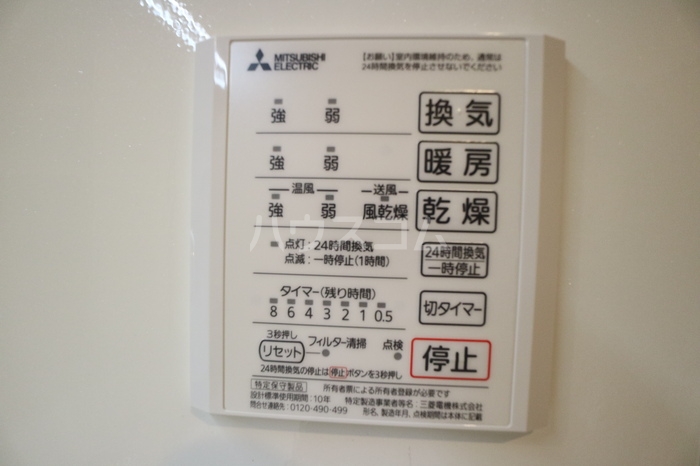 MITSUBISHI
ELECTRIC
【お願い】室内環境維持のため、通常は
24時間換気を停止させないでください
強 弱 換気
強 弱 暖房
温風 送風
強 弱 風乾燥 乾燥
点灯：24時間換気
点滅：一時停止(1時間)
24時間換気
一時停止
タイマー(残り時間)
8 6 4 3 2 1 0.5
切タイマー
3秒押し
リセット フィルター清掃 点検
停止
24時間換気の停止は停止ボタンを3秒押し
特定保守製品 所有者票による所有者登録が必要です
設計標準使用期間：10年 特定製造事業者等名：三菱電機株式会社
問合せ連絡先：0120-490-499 形名、製造年月、点検期間は本体に記載
ハウスコム